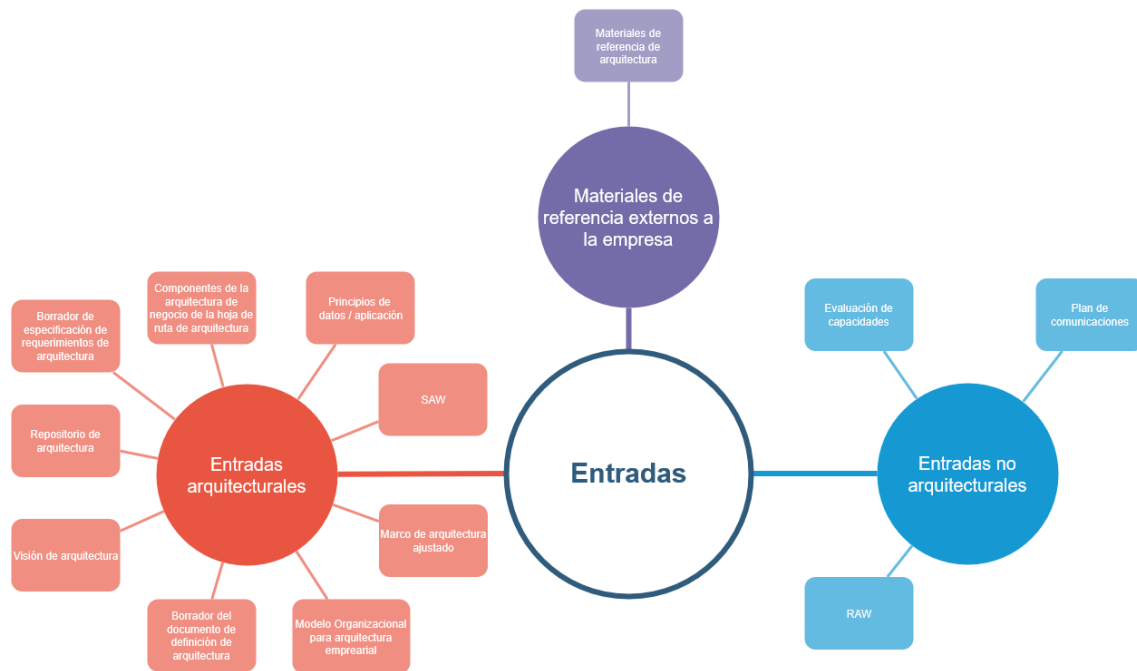 Materiales de
referencia de
arquitectura
Materiales de
referencia externos a
la empresa
Componentes de la
arquitectura de
negocio de la hoja de
ruta de arquitectura
Principios de
datos / aplicación
Borrador de
especificación de
requerimientos de
arquitectura
SAW
Repositorio de
arquitectura
Entradas
arquitecturales
Visión de arquitectura
Marco de arquitectura
ajustado
Borrador del
documento de
definición de
arquitectura
Modelo Organizacional
para arquitectura
emprearial
Entradas
Evaluación de
capacidades
Plan de
comunicaciones
Entradas no
arquitecturales
RAW